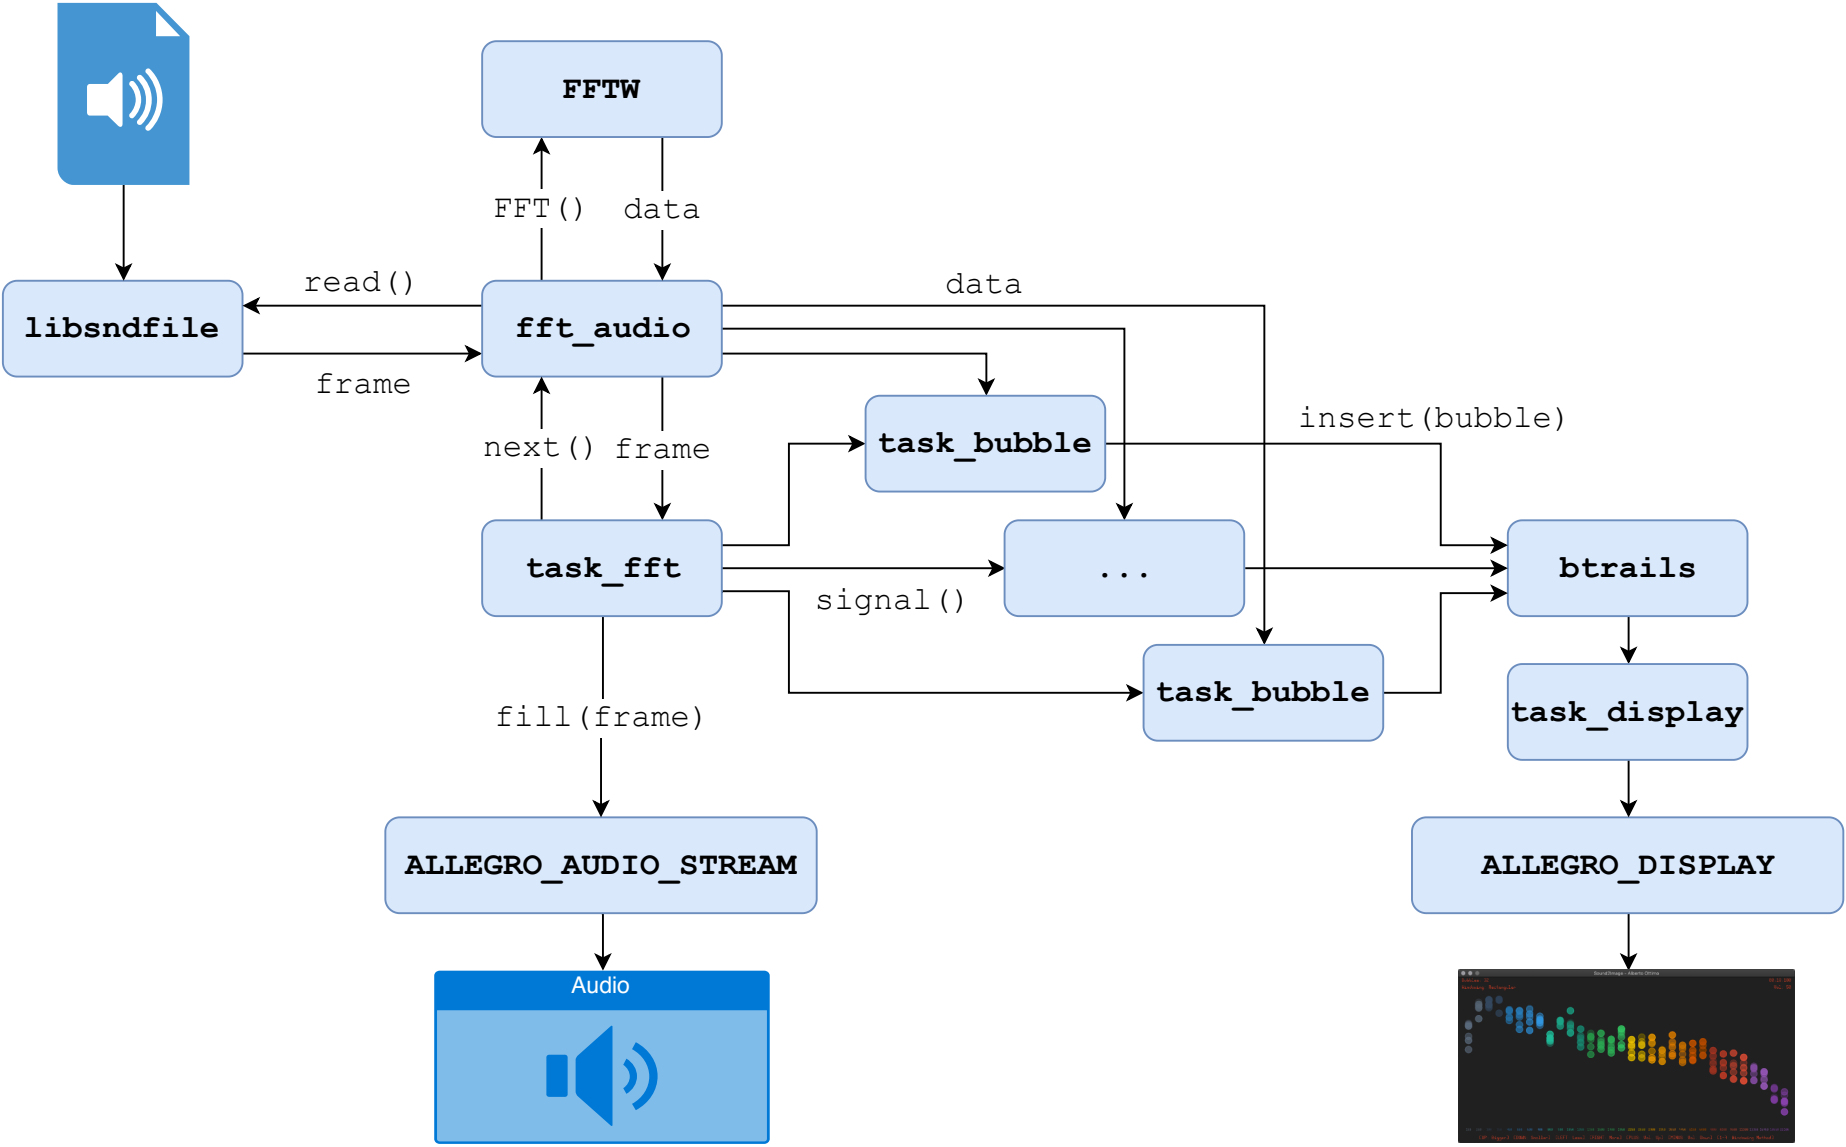 FFTW
FFT()
data
read()
data
libsndfile
fft_audio
frame
insert(bubble)
next()
frame
task_bubble
task_fft
...
btrails
signal()
task_bubble
task_display
fill(frame)
ALLEGRO_AUDIO_STREAM
ALLEGRO_DISPLAY
Audio